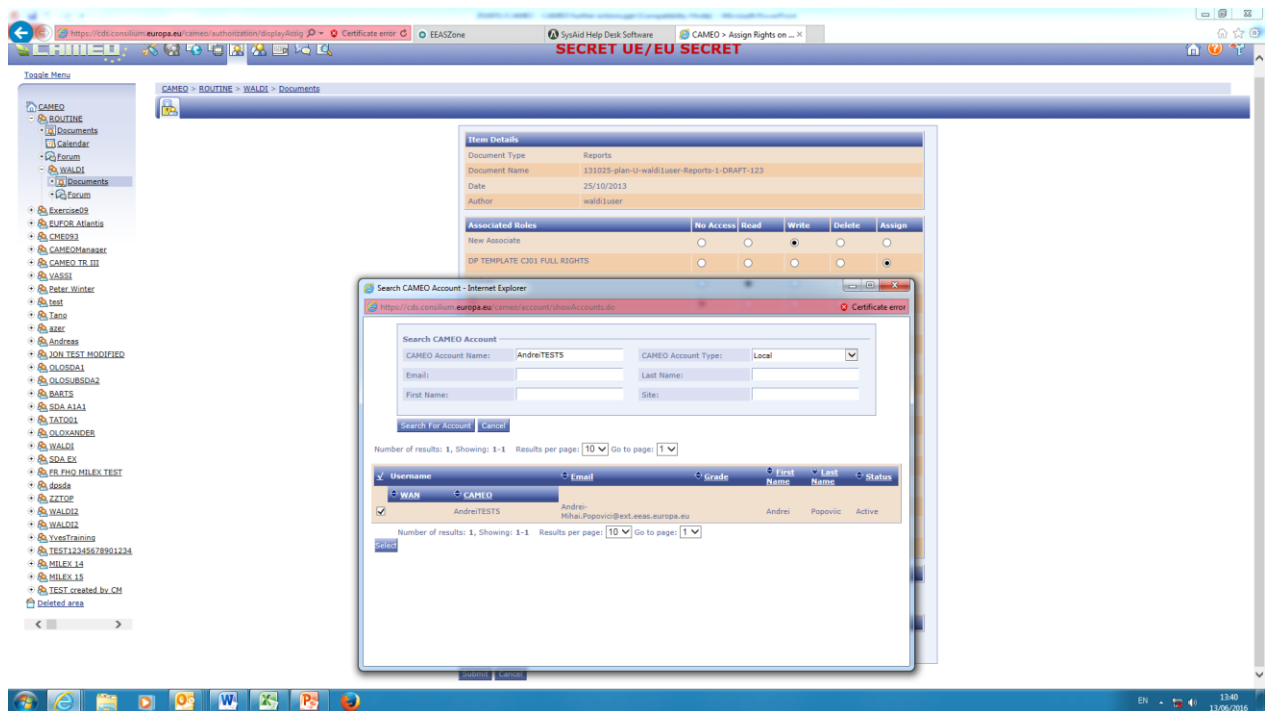 https://cds.consilium.europa.eu/cameo/authorization/displayAssig
Certificate error
EEASZone
SysAid Help Desk Software
CAMEO > Assign Rights on ...
CAMEO
SECRET UE/EU SECRET
Toggle Menu
CAMEO > ROUTINE > WALDI > Documents
CAMEO
ROUTINE
Documents
Calendar
Forum
WALDI
Documents
Forum
Exercise09
EUFOR Atlantis
CME093
CAMEOManager
CAMEO TR III
VASSI
Peter Winter
test
Tano
azer
Andreas
JON TEST MODIFIED
OLOSDA1
OLOSUBSDA2
BARTS
SDA A1A1
TATO01
OLOXANDER
WALDI
SDA EX
FR FHQ MILEX TEST
dpsda
ZZTOP
WALDI2
WALDI2
YvesTraining
TEST12345678901234
MILEX 14
MILEX 15
TEST created by CM
Deleted area
Item Details
Document Type Reports
Document Name 131025-plan-U-waldi1user-Reports-1-DRAFT-123
Date 25/10/2013
Author waldi1user
Associated Roles No Access Read Write Delete Assign
New Associate
DP TEMPLATE CJ01 FULL RIGHTS
Search CAMEO Account - Internet Explorer
https://cds.consilium.europa.eu/cameo/account/showAccounts.do
Certificate error
Search CAMEO Account
CAMEO Account Name: AndreiTESTS CAMEO Account Type: Local
Email: Last Name:
First Name: Site:
Search For Account Cancel
Number of results: 1, Showing: 1-1 Results per page: 10 Go to page: 1
Username Email Grade First Name Last Name Status
WAN CAMEO
AndreiTESTS Andrei-Mihai.Popovici@ext.eeas.europa.eu Andrei Popoviic Active
Number of results: 1, Showing: 1-1 Results per page: 10 Go to page: 1
Select
Submit Cancel
EN
13:40
13/06/2016